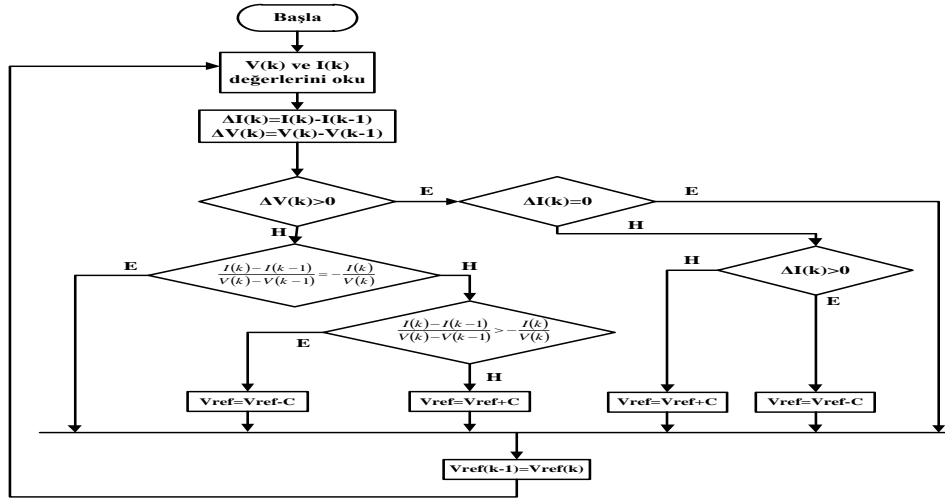 Başla
V(k) ve I(k)
değerlerini oku
ΔI(k)=I(k)-I(k-1)
ΔV(k)=V(k)-V(k-1)
ΔV(k)>0
E
ΔI(k)=0
E
H
H
E
I(k)−I(k−1)/V(k)−V(k−1)=−I(k)/V(k)
H
H
ΔI(k)>0
E
E
I(k)−I(k−1)/V(k)−V(k−1)>−I(k)/V(k)
H
Vref=Vref-C
Vref=Vref+C
Vref=Vref+C
Vref=Vref-C
Vref(k-1)=Vref(k)